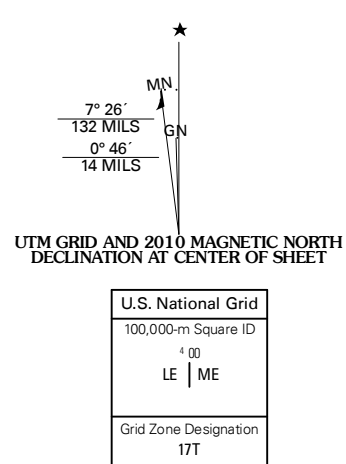 ★
MN
7° 26´
132 MILS
GN
0° 46´
14 MILS
UTM GRID AND 2010 MAGNETIC NORTH
DECLINATION AT CENTER OF SHEET
U.S. National Grid
100,000-m Square ID
4 00
LE ME
Grid Zone Designation
17T